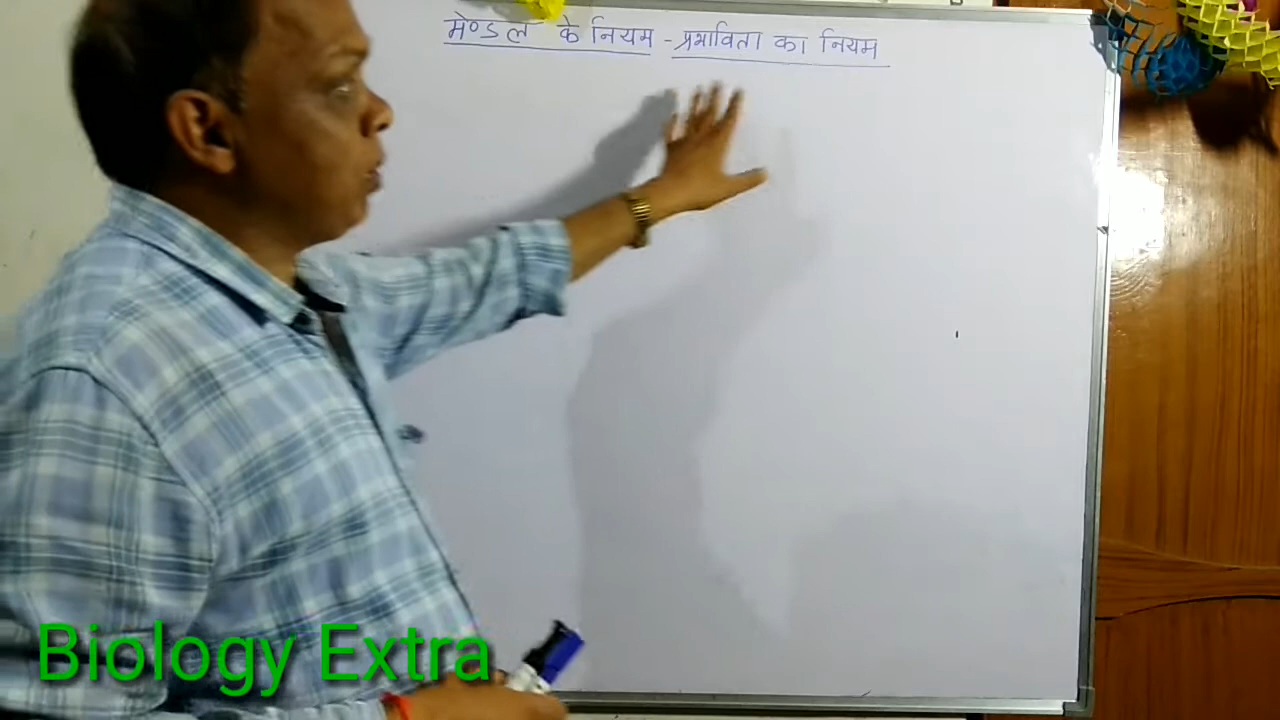 मेण्डल के नियम - प्रभाविता का नियम
Biology Extra